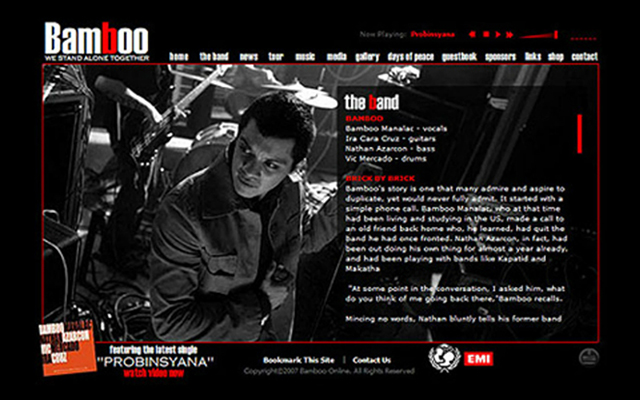 Bamboo
WE STAND ALONE TOGETHER
Now Playing: Probinsyana
home the band news tour music media gallery days of peace guestbook sponsors links shop contact
the band
BAMBOO
Bamboo Manalac - vocals
Ira Cara Cruz - guitars
Nathan Azarcon - bass
Vic Mercado - drums
BRICK BY BRICK
Bamboo's story is one that many admire and aspire to
duplicate, yet would never fully admit. It started wth a
simple phone call. Bamboo Manalac, who at that time
had been living and studying in the US, made a call to
an old friend back home who, he learned, had quit the
band he had once fronted. Nathan Azarcon, in fact, had
been out doing his own thing for almost a year already,
and had been playing with bands like Kapatid and
Makatha
"At some point in the conversation, I asked him, what
do you think of me going back there,"Bamboo recalls.
Mincing no words, Nathan bluntly tells his former band
featuring the latest single
"PROBINSYANA"
watch video now
Bookmark This Site | Contact Us
Copyright©2007 Bamboo Online. All Rights Reserved
EMI